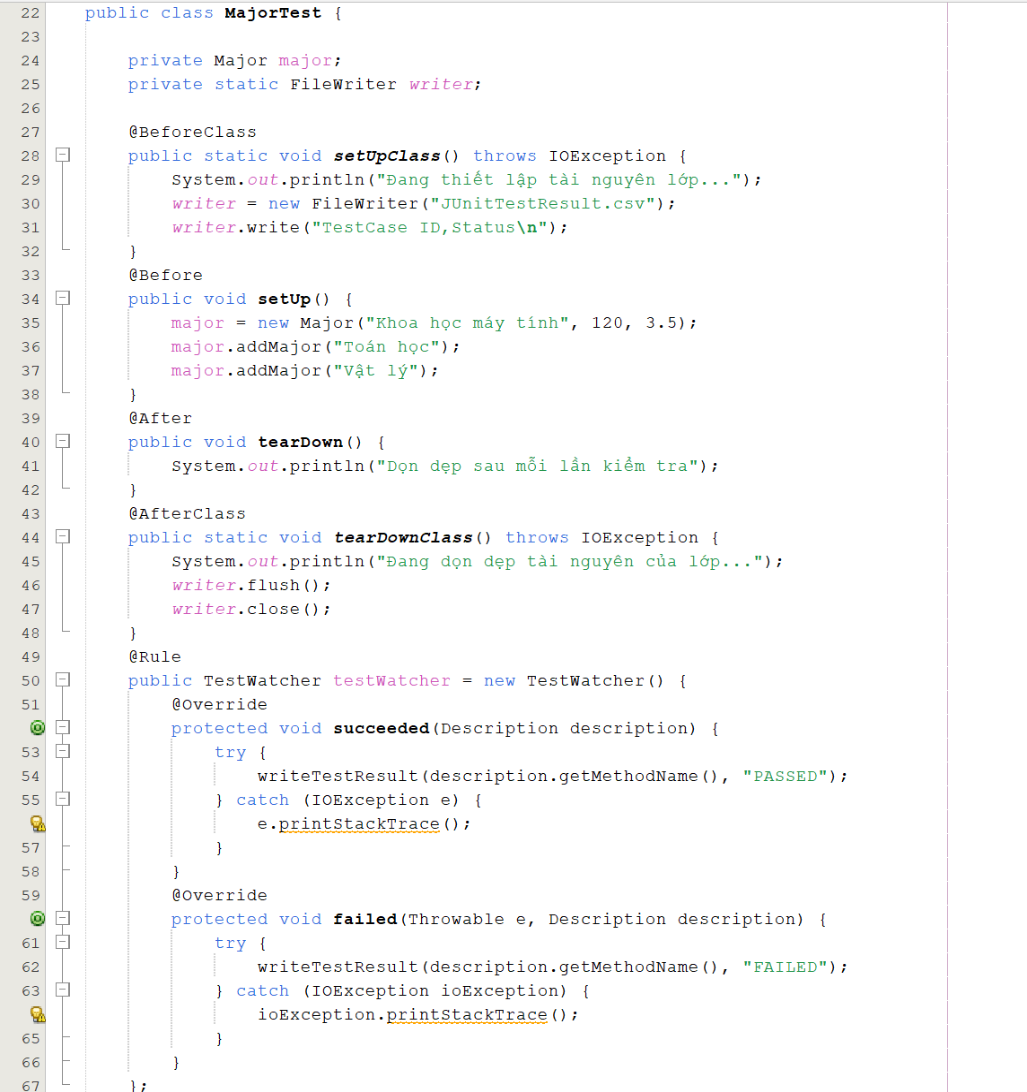 22 public class MajorTest {
23
24 private Major major;
25 private static FileWriter writer;
26
27 @BeforeClass
28 public static void setUpClass() throws IOException {
29 System.out.println("Đang thiết lập tài nguyên lớp...");
30 writer = new FileWriter("JUnitTestResult.csv");
31 writer.write("TestCase ID,Status\n");
32 }
33 @Before
34 public void setUp() {
35 major = new Major("Khoa học máy tính", 120, 3.5);
36 major.addMajor("Toán học");
37 major.addMajor("Vật lý");
38 }
39 @After
40 public void tearDown() {
41 System.out.println("Dọn dẹp sau mỗi lần kiểm tra");
42 }
43 @AfterClass
44 public static void tearDownClass() throws IOException {
45 System.out.println("Đang dọn dẹp tài nguyên của lớp...");
46 writer.flush();
47 writer.close();
48 }
49 @Rule
50 public TestWatcher testWatcher = new TestWatcher() {
51 @Override
protected void succeeded(Description description) {
53 try {
54 writeTestResult(description.getMethodName(), "PASSED");
55 } catch (IOException e) {
e.printStackTrace();
57 }
58 }
59 @Override
protected void failed(Throwable e, Description description) {
61 try {
62 writeTestResult(description.getMethodName(), "FAILED");
63 } catch (IOException ioException) {
ioException.printStackTrace();
65 }
66 }
67 };